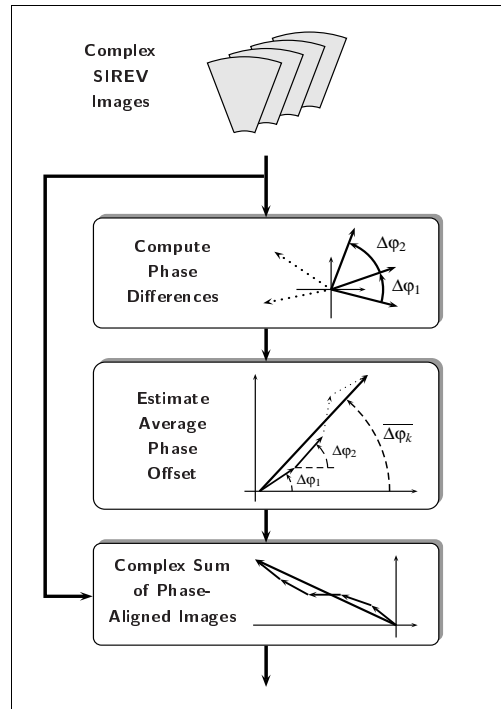 Complex
SIREV
Images
Compute
Phase
Differences
Δφ2
Δφ1
Estimate
Average
Phase
Offset
Δφk
Δφ2
Δφ1
Complex Sum
of Phase-
Aligned Images